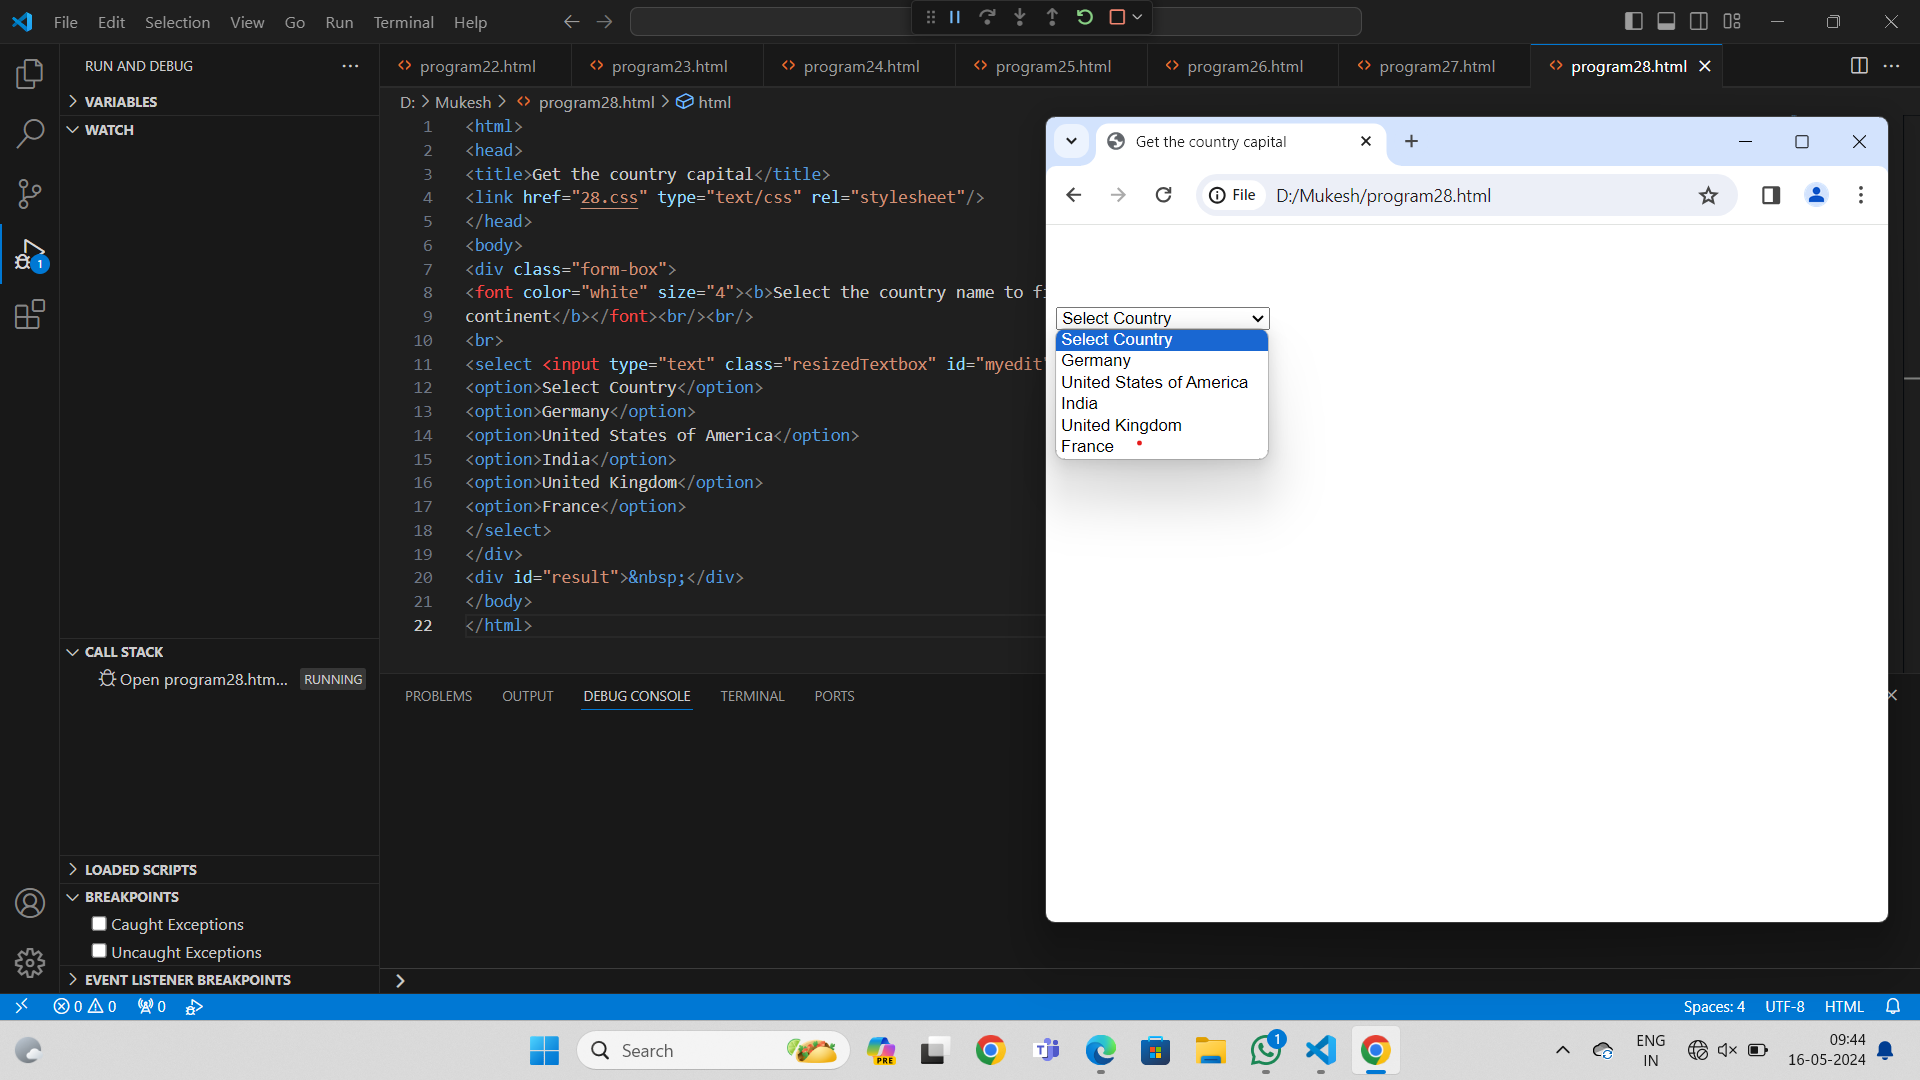 File Edit Selection View Go Run Terminal Help
RUN AND DEBUG
VARIABLES
WATCH
CALL STACK
Open program28.htm... RUNNING
LOADED SCRIPTS
BREAKPOINTS
Caught Exceptions
Uncaught Exceptions
EVENT LISTENER BREAKPOINTS
program22.html program23.html program24.html program25.html program26.html program27.html program28.html
D: > Mukesh > program28.html > html
1 <html>
2 <head>
3 <title>Get the country capital</title>
4 <link href="28.css" type="text/css" rel="stylesheet"/>
5 </head>
6 <body>
7 <div class="form-box">
8 <font color="white" size="4"><b>Select the country name to f
9 continent</b></font><br/><br/>
10 <br>
11 <select <input type="text" class="resizedTextbox" id="myedit"
12 <option>Select Country</option>
13 <option>Germany</option>
14 <option>United States of America</option>
15 <option>India</option>
16 <option>United Kingdom</option>
17 <option>France</option>
18 </select>
19 </div>
20 <div id="result">&nbsp;</div>
21 </body>
22 </html>
PROBLEMS OUTPUT DEBUG CONSOLE TERMINAL PORTS
Get the country capital
File D:/Mukesh/program28.html
Select Country
Select Country
Germany
United States of America
India
United Kingdom
France
0 0 0
Spaces: 4 UTF-8 HTML
Search
PRE
1
1
ENG
IN
09:44
16-05-2024